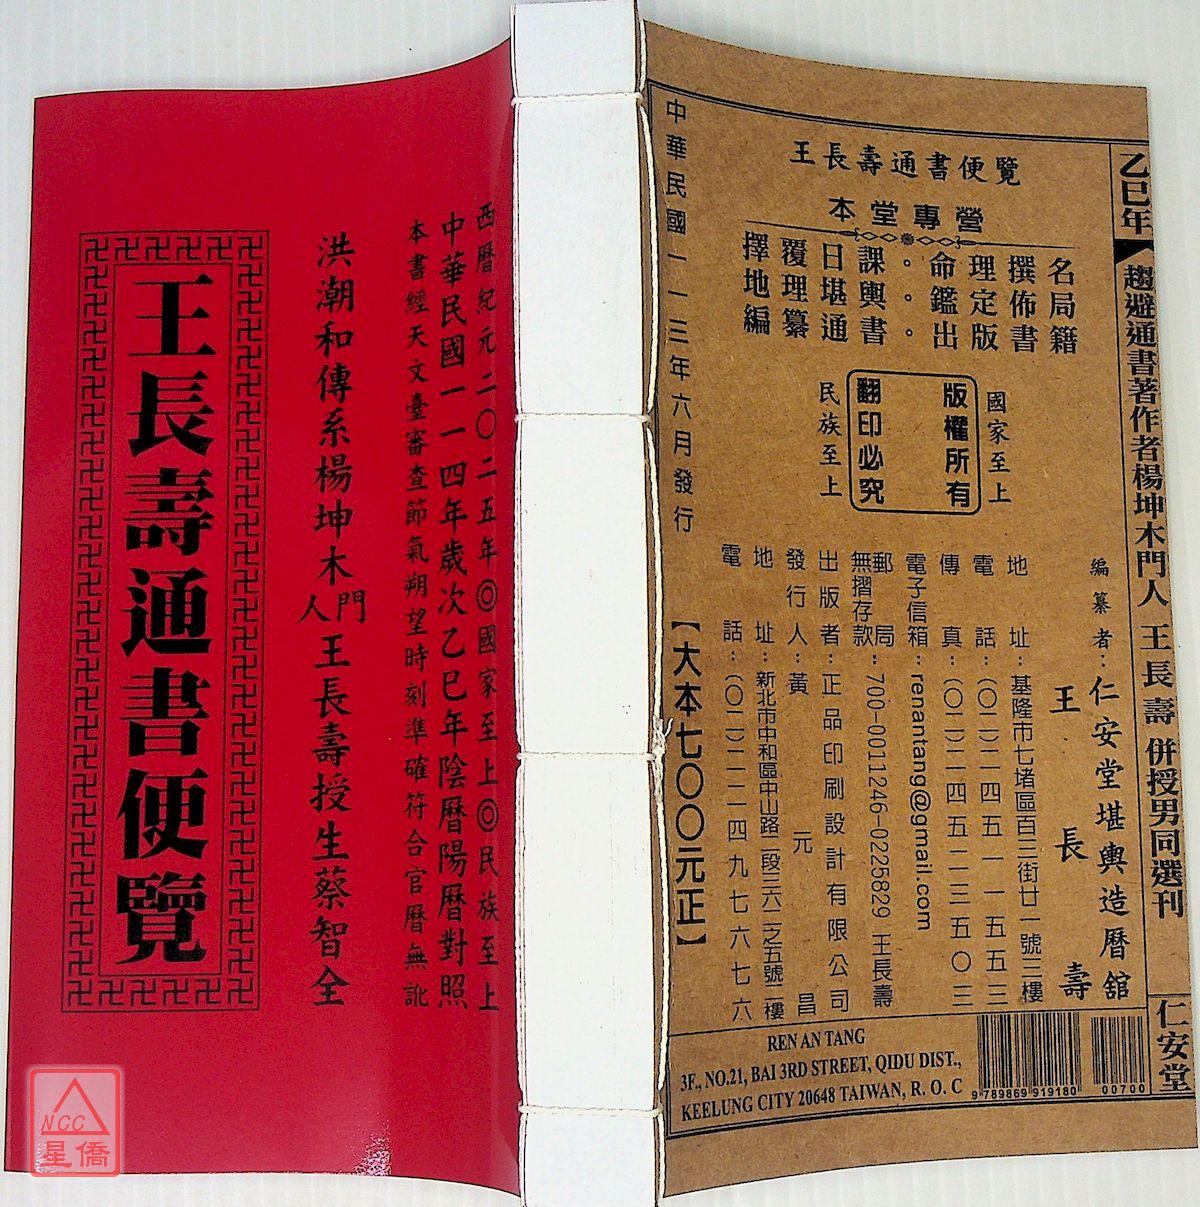 西曆紀元二〇二五年◎國家至上◎民族至上
中華民國一一四年歲次乙巳年陰曆陽曆對照
本書經天文臺審查節氣朔望時刻準確符合官曆無訛
洪潮和傳系楊坤木門人王長壽授生蔡智全
王長壽通書便覽
NCC
星僑
乙巳年
趨避通書著作者楊坤木門人 王長壽 併授男同選刊
仁安堂
王長壽通書便覽
本堂專營
名局籍
撰佈書
理定版
命鑑出
。。。
課輿書
日堪通
覆理纂
擇地編
國家至上
版權所有
翻印必究
民族至上
編纂者：仁安堂堪輿造曆舘
王長壽
地址：基隆市七堵區百三街廿一號三樓
電話：(〇二)二四五一一五五三
傳真：(〇二)二四五一三五〇三
電子信箱：renantang@gmail.com
郵局無摺存款：700-0011246-0225829 王長壽
出版者：正品印刷設計有限公司
發行人：黃元昌
地址：新北市中和區中山路二段三六一之五號二樓
電話：(〇二)二二四九七六七六
【大本七〇〇元正】
中華民國一一三年六月發行
REN AN TANG
3F., NO.21, BAI 3RD STREET, QIDU DIST.,
KEELUNG CITY 20648 TAIWAN, R. O. C
9 789869 919180
00700